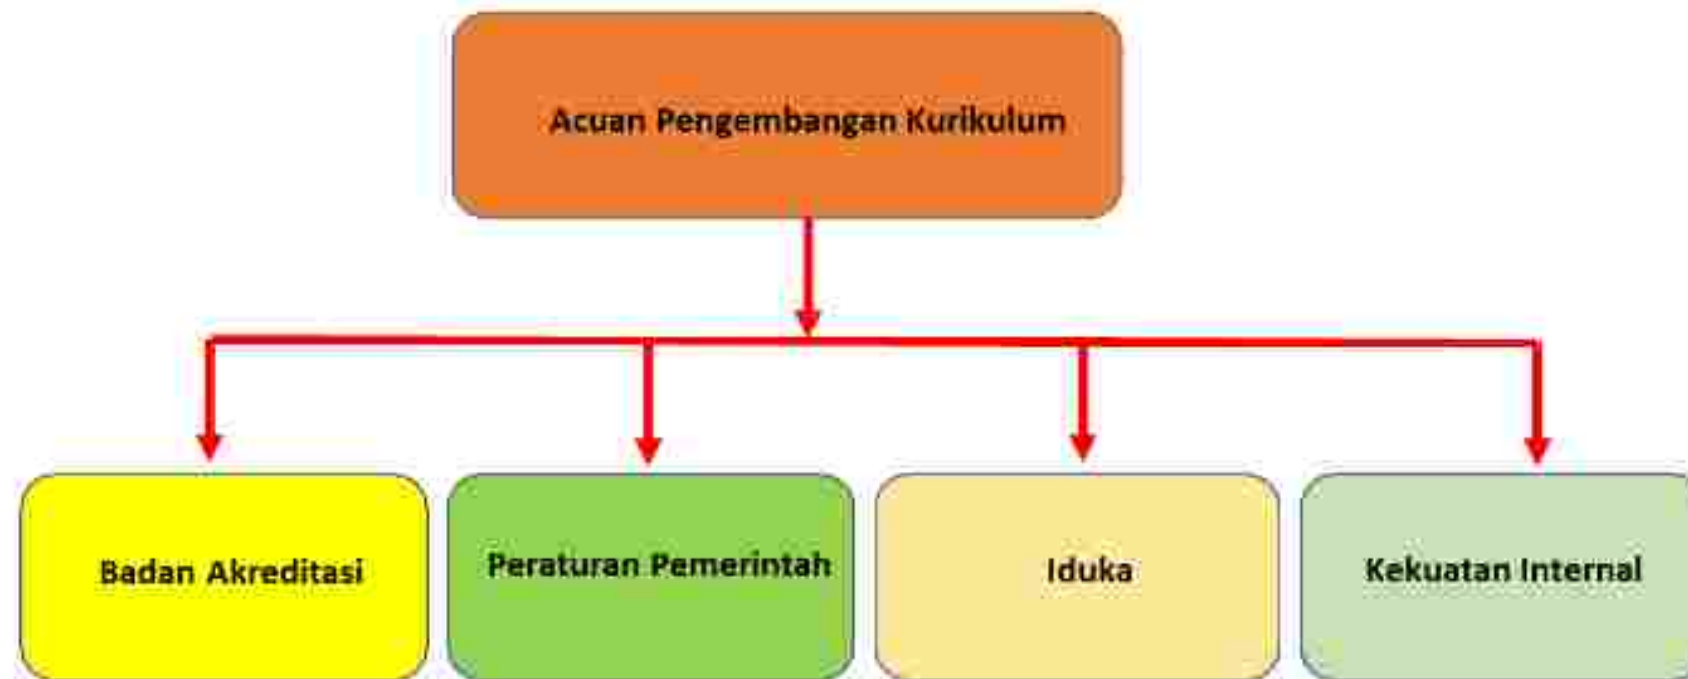 Acuan Pengembangan Kurikulum
Badan Akreditasi
Peraturan Pemerintah
Iduka
Kekuatan Internal